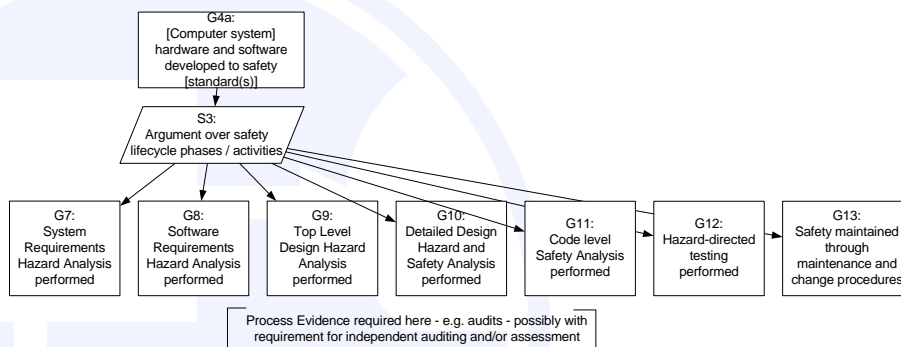 G4a:
[Computer system]
hardware and software
developed to safety
[standard(s)]
S3:
Argument over safety
lifecycle phases / activities
G7:
System
Requirements
Hazard Analysis
performed
G8:
Software
Requirements
Hazard Analysis
performed
G9:
Top Level
Design Hazard
Analysis
performed
G10:
Detailed Design
Hazard and
Safety Analysis
performed
G11:
Code level
Safety Analysis
performed
G12:
Hazard-directed
testing
performed
G13:
Safety maintained
through
maintenance and
change procedures
Process Evidence required here - e.g. audits - possibly with
requirement for independent auditing and/or assessment